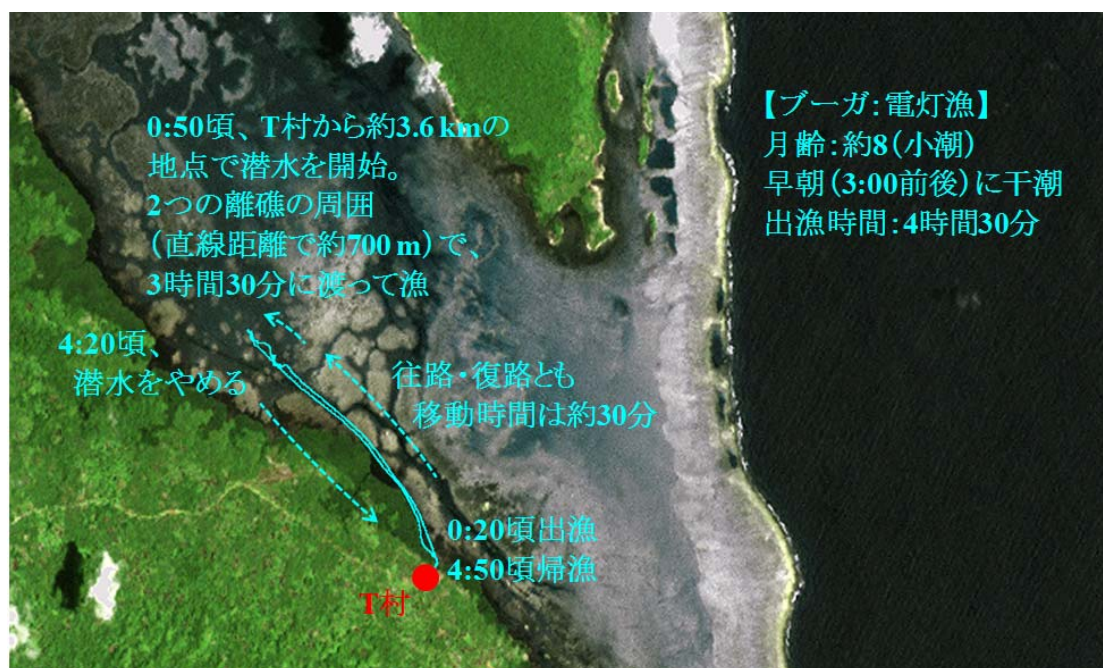 【ブーガ：電灯漁】
月齢：約8（小潮）
早朝（3:00前後）に干潮
出漁時間：4時間30分
0:50頃、T村から約3.6 kmの
地点で潜水を開始。
2つの離礁の周囲
（直線距離で約700 m）で、
3時間30分に渡って漁
4:20頃、
潜水をやめる
往路・復路とも
移動時間は約30分
0:20頃出漁
4:50頃帰漁
T村